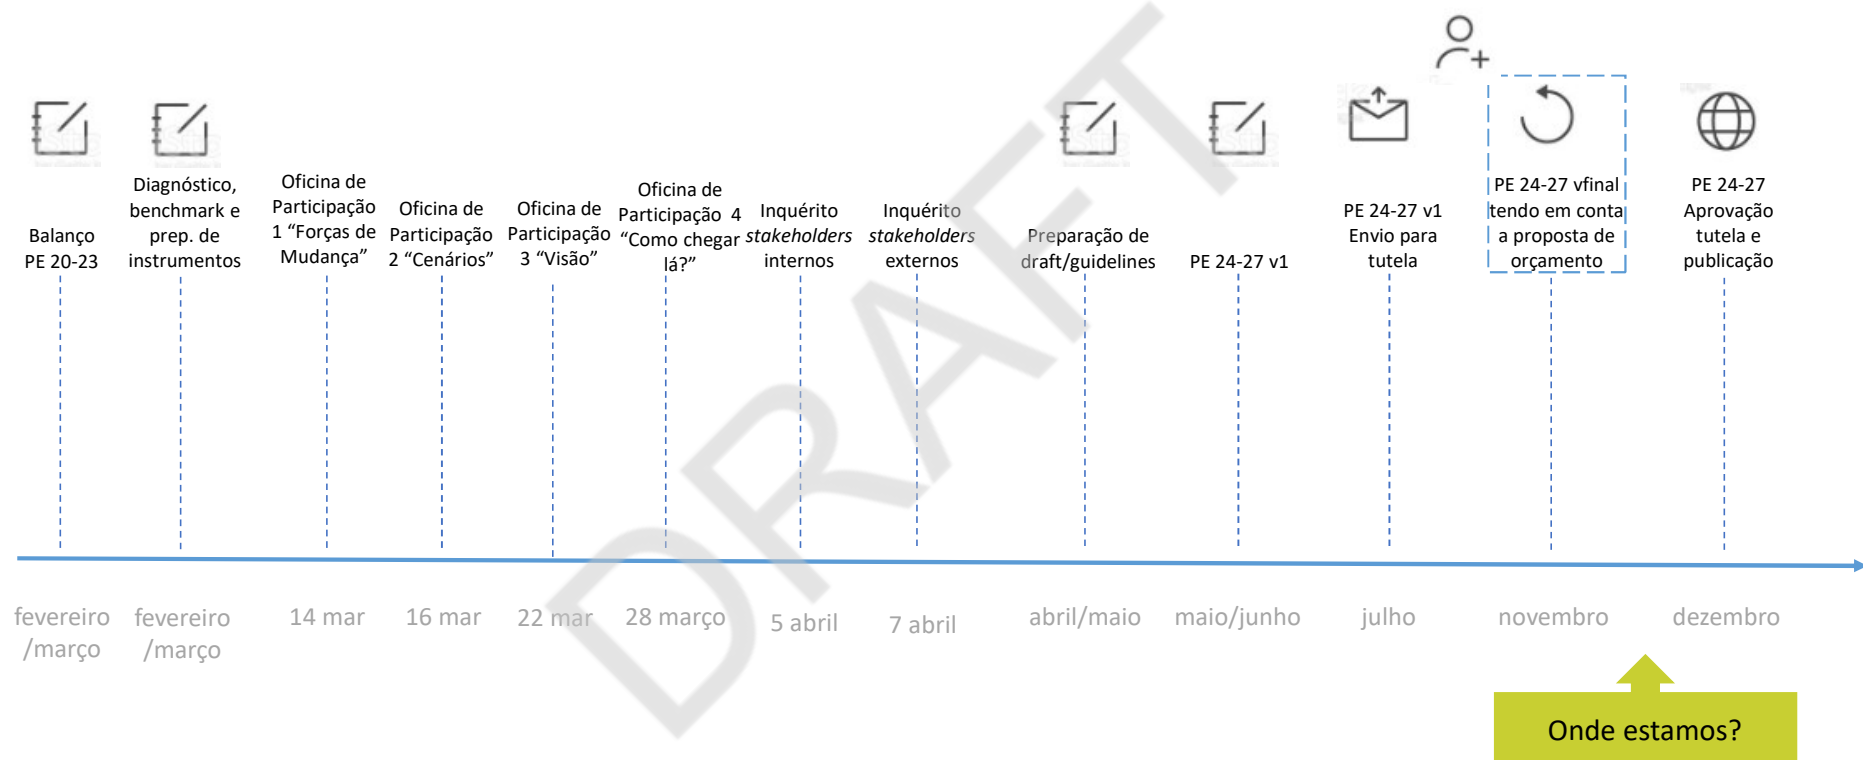 Balanço
PE 20-23
Diagnóstico,
benchmark e
prep. de
instrumentos
Oficina de
Participação
1 “Forças de
Mudança”
Oficina de
Participação
2 “Cenários”
Oficina de
Participação
3 “Visão”
Oficina de
Participação 4
“Como chegar
lá?”
Inquérito
stakeholders
internos
Inquérito
stakeholders
externos
Preparação de
draft/guidelines
PE 24-27 v1
PE 24-27 v1
Envio para
tutela
PE 24-27 vfinal
tendo em conta
a proposta de
orçamento
PE 24-27
Aprovação
tutela e
publicação
DRAFT
fevereiro
/março
fevereiro
/março
14 mar
16 mar
22 mar
28 março
5 abril
7 abril
abril/maio
maio/junho
julho
novembro
dezembro
Onde estamos?